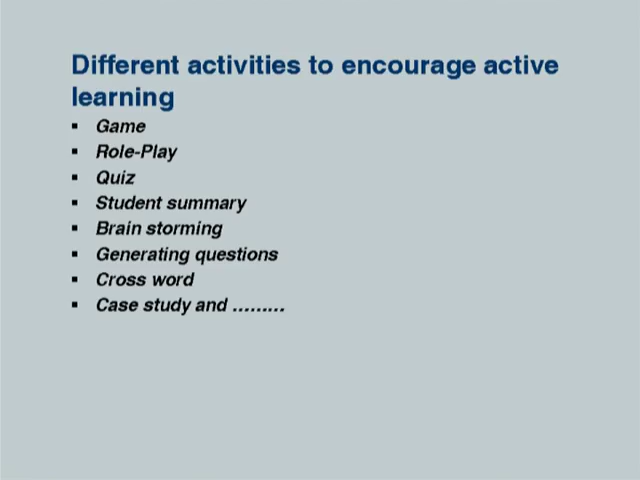 Different activities to encourage active
learning
▪ Game
▪ Role-Play
▪ Quiz
▪ Student summary
▪ Brain storming
▪ Generating questions
▪ Cross word
▪ Case study and .........